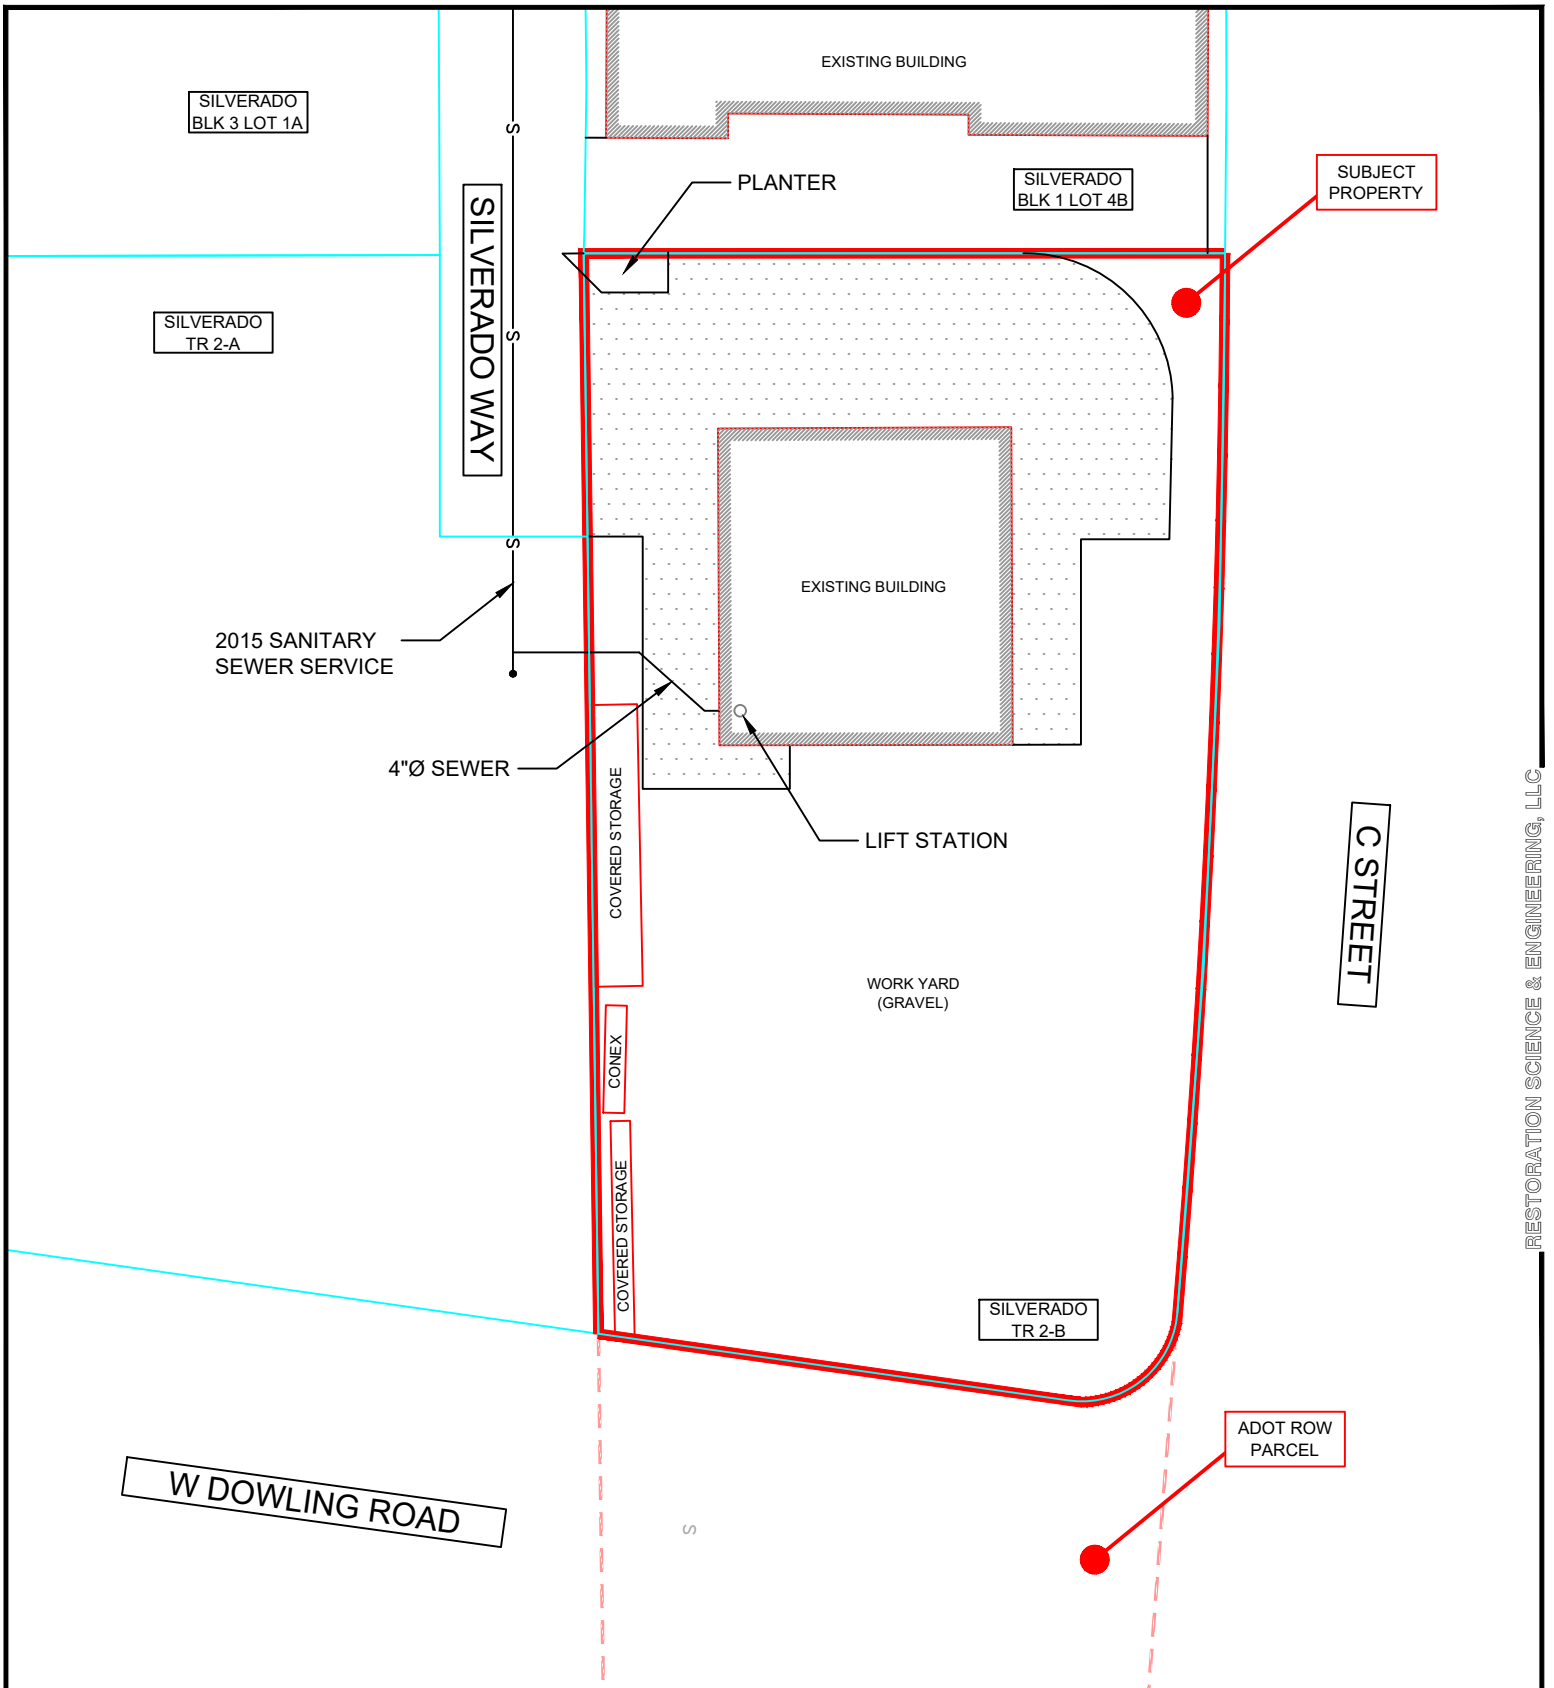 EXISTING BUILDING
SILVERADO
BLK 3 LOT 1A
S
PLANTER
SILVERADO
BLK 1 LOT 4B
SUBJECT
PROPERTY
SILVERADO WAY
SILVERADO
TR 2-A
S
S
EXISTING BUILDING
2015 SANITARY
SEWER SERVICE
4"Ø SEWER
COVERED STORAGE
LIFT STATION
C STREET
RESTORATION SCIENCE & ENGINEERING, LLC
WORK YARD
(GRAVEL)
CONEX
COVERED STORAGE
SILVERADO
TR 2-B
ADOT ROW
PARCEL
W DOWLING ROAD
S